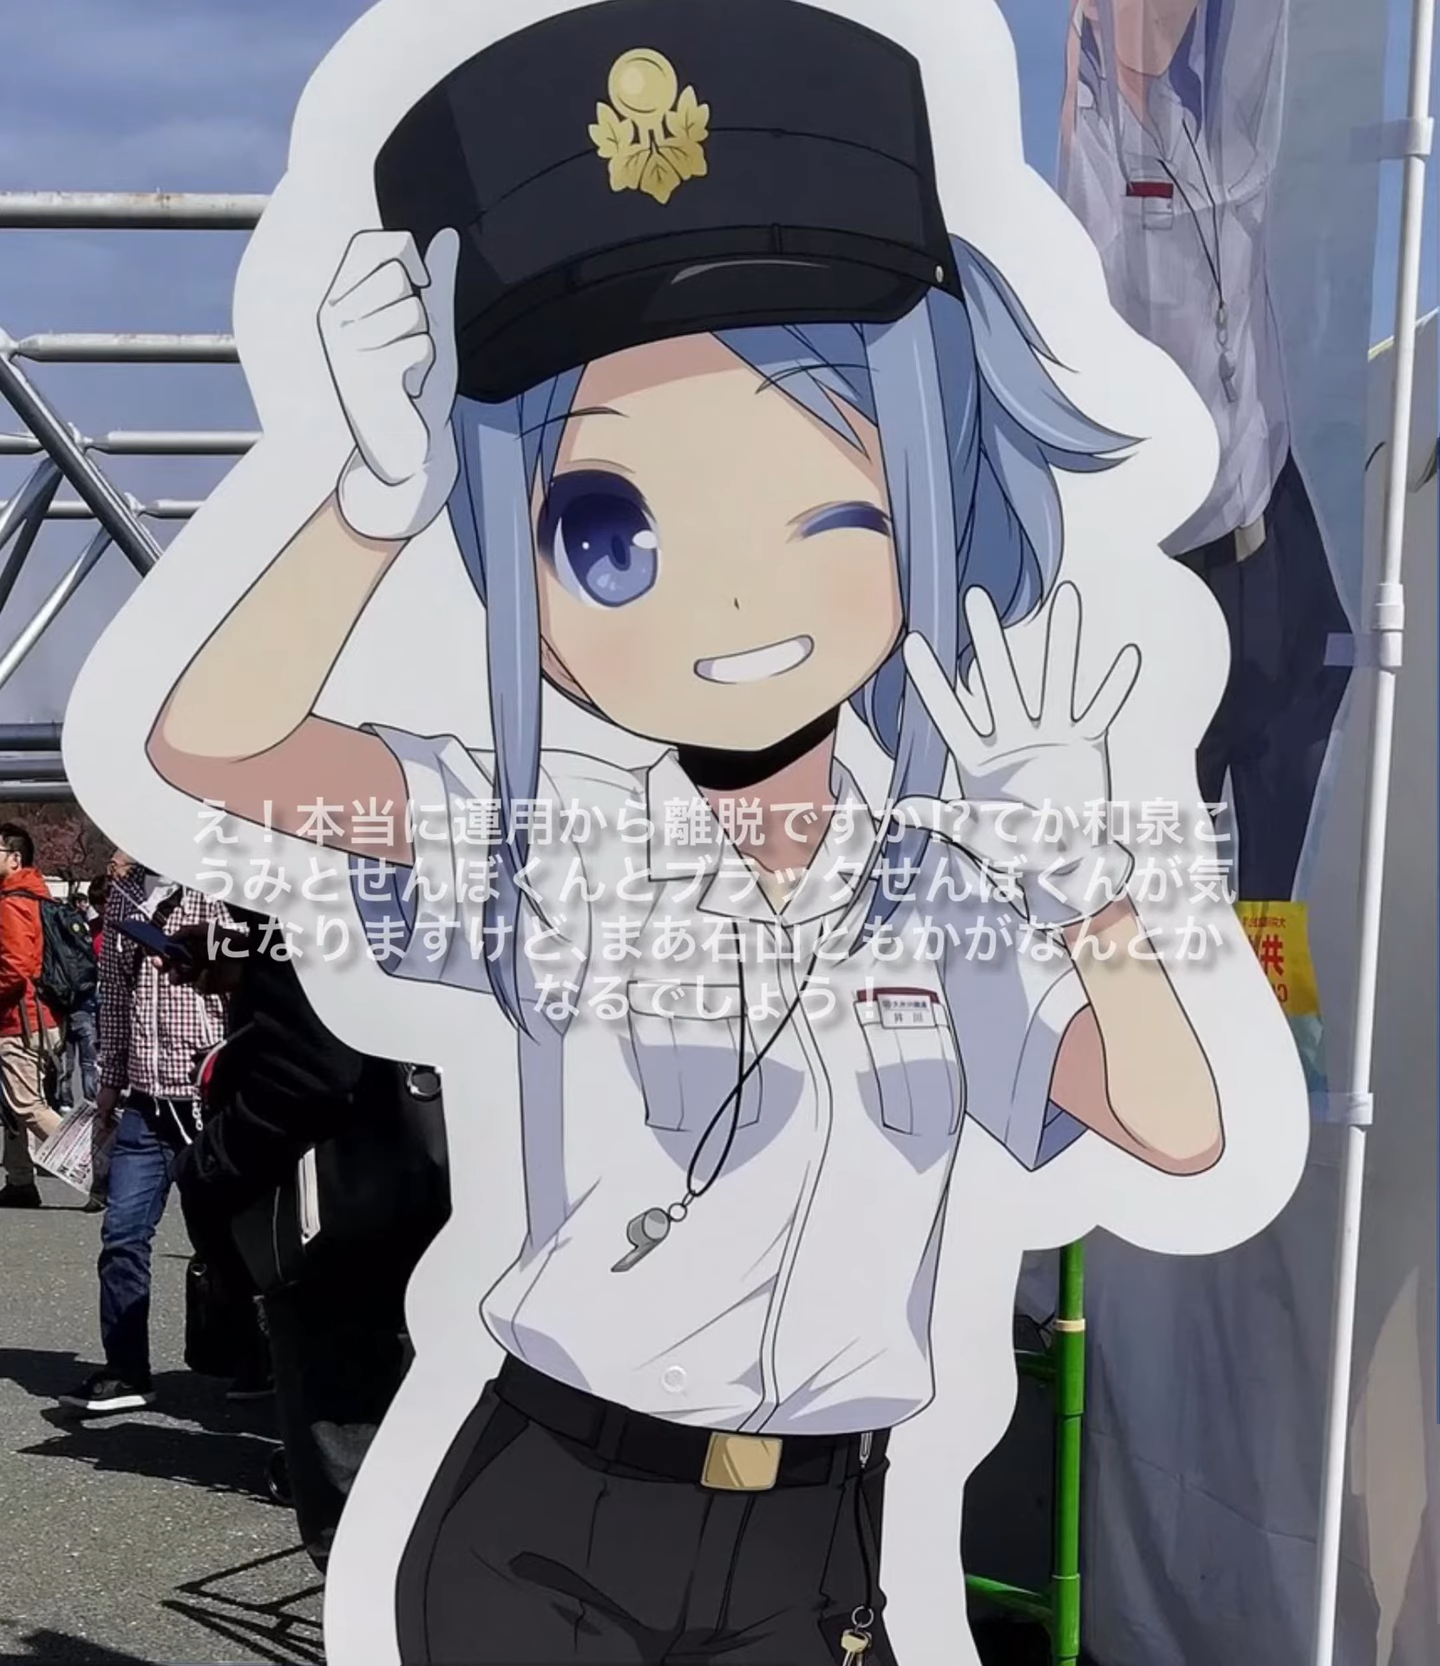 え！本当に運用から離脱ですか!?てか和泉こ
うみとせんぼくんとブラックせんぼくんが気
になりますけど､まあ石山ともかがなんとか
なるでしょう！
井川